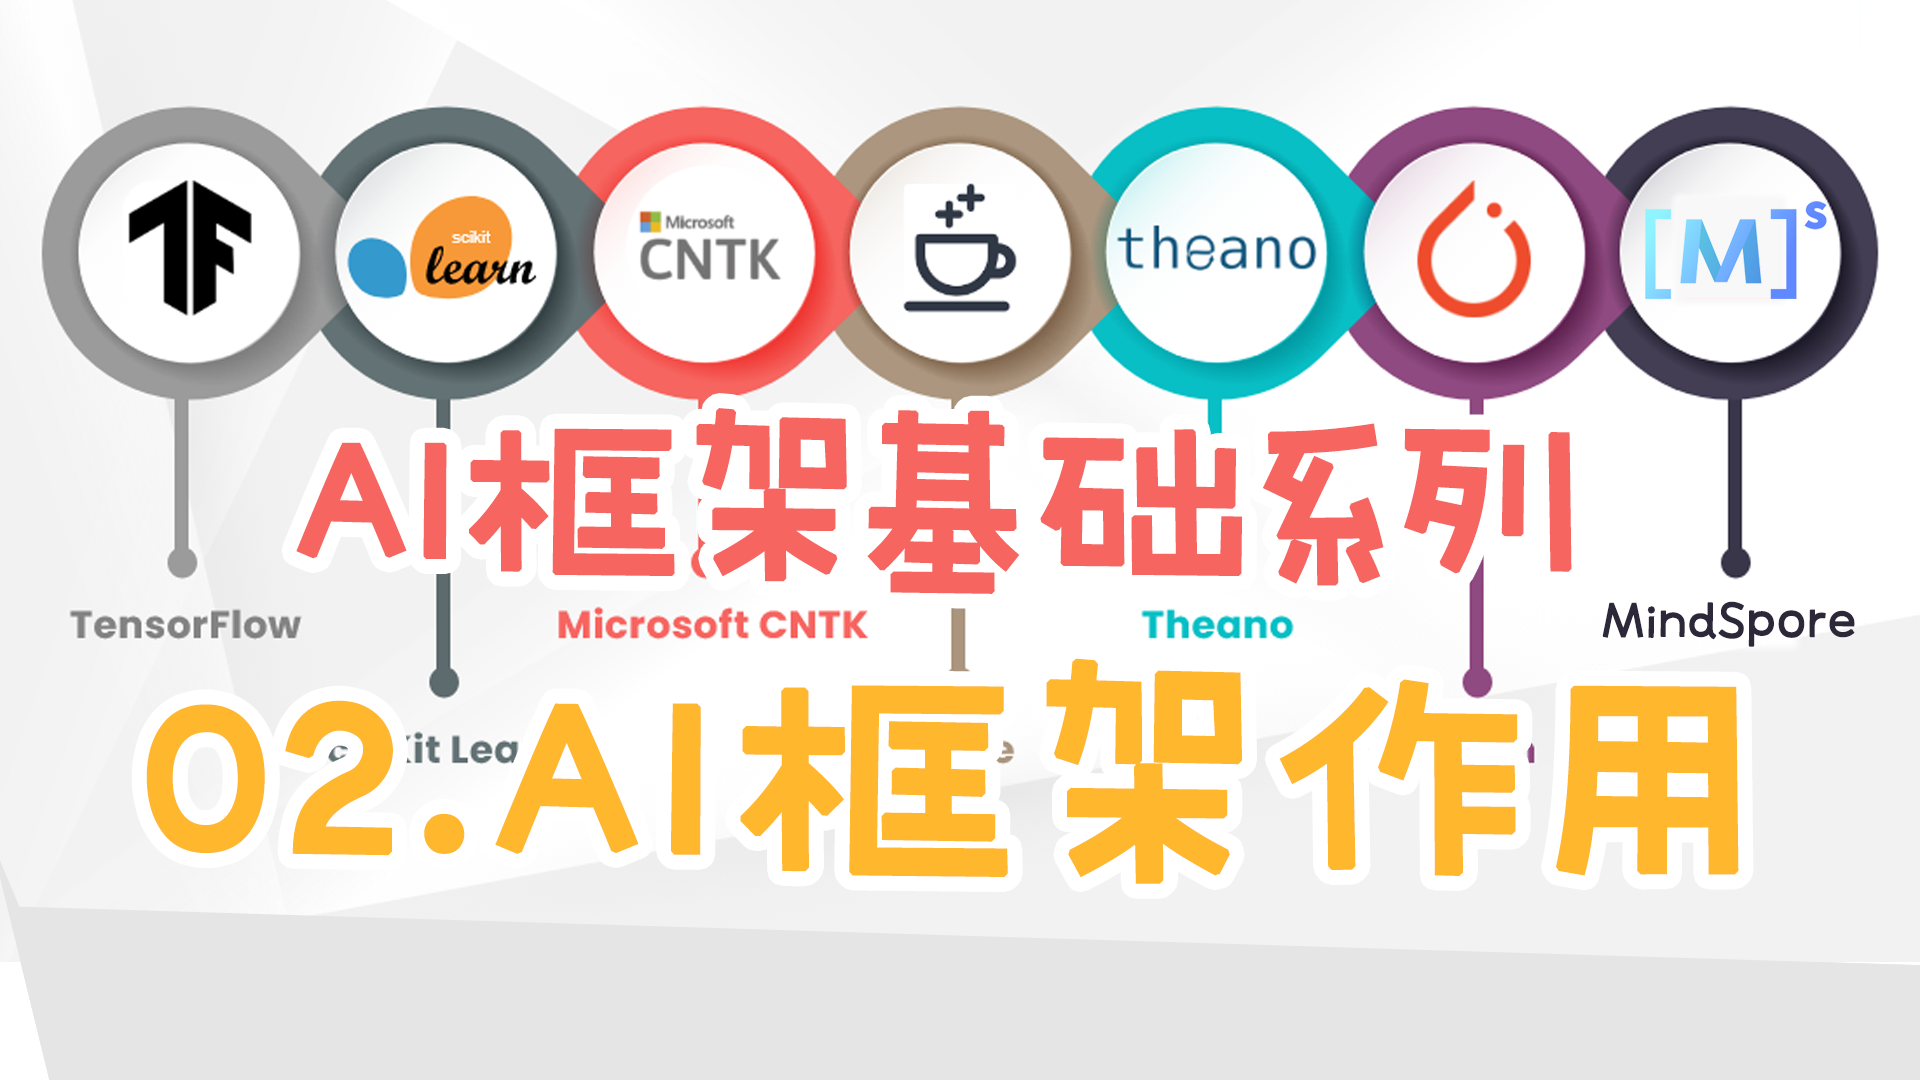 scikit
learn
Microsoft
CNTK
theano
[M]s
AI框架基础系列
TensorFlow
Microsoft CNTK
Theano
MindSpore
02.AI框架作用